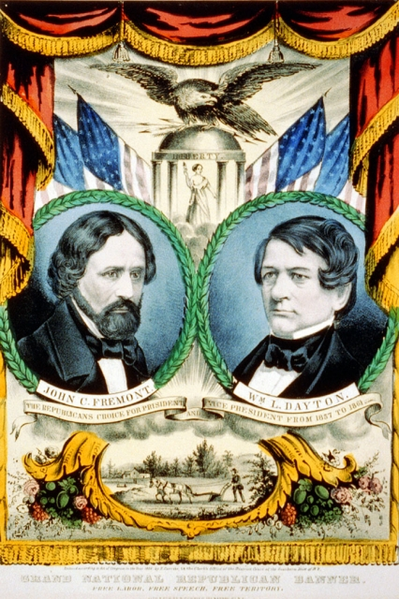 LIBERTY.
JOHN C. FREMONT.
WM. L. DAYTON.
THE REPUBLICANS CHOICE FOR PRESIDENT AND VICE PRESIDENT FROM 1857 TO 1861.
GRAND NATIONAL REPUBLICAN BANNER.
FREE LABOR, FREE SPEECH, FREE TERRITORY.